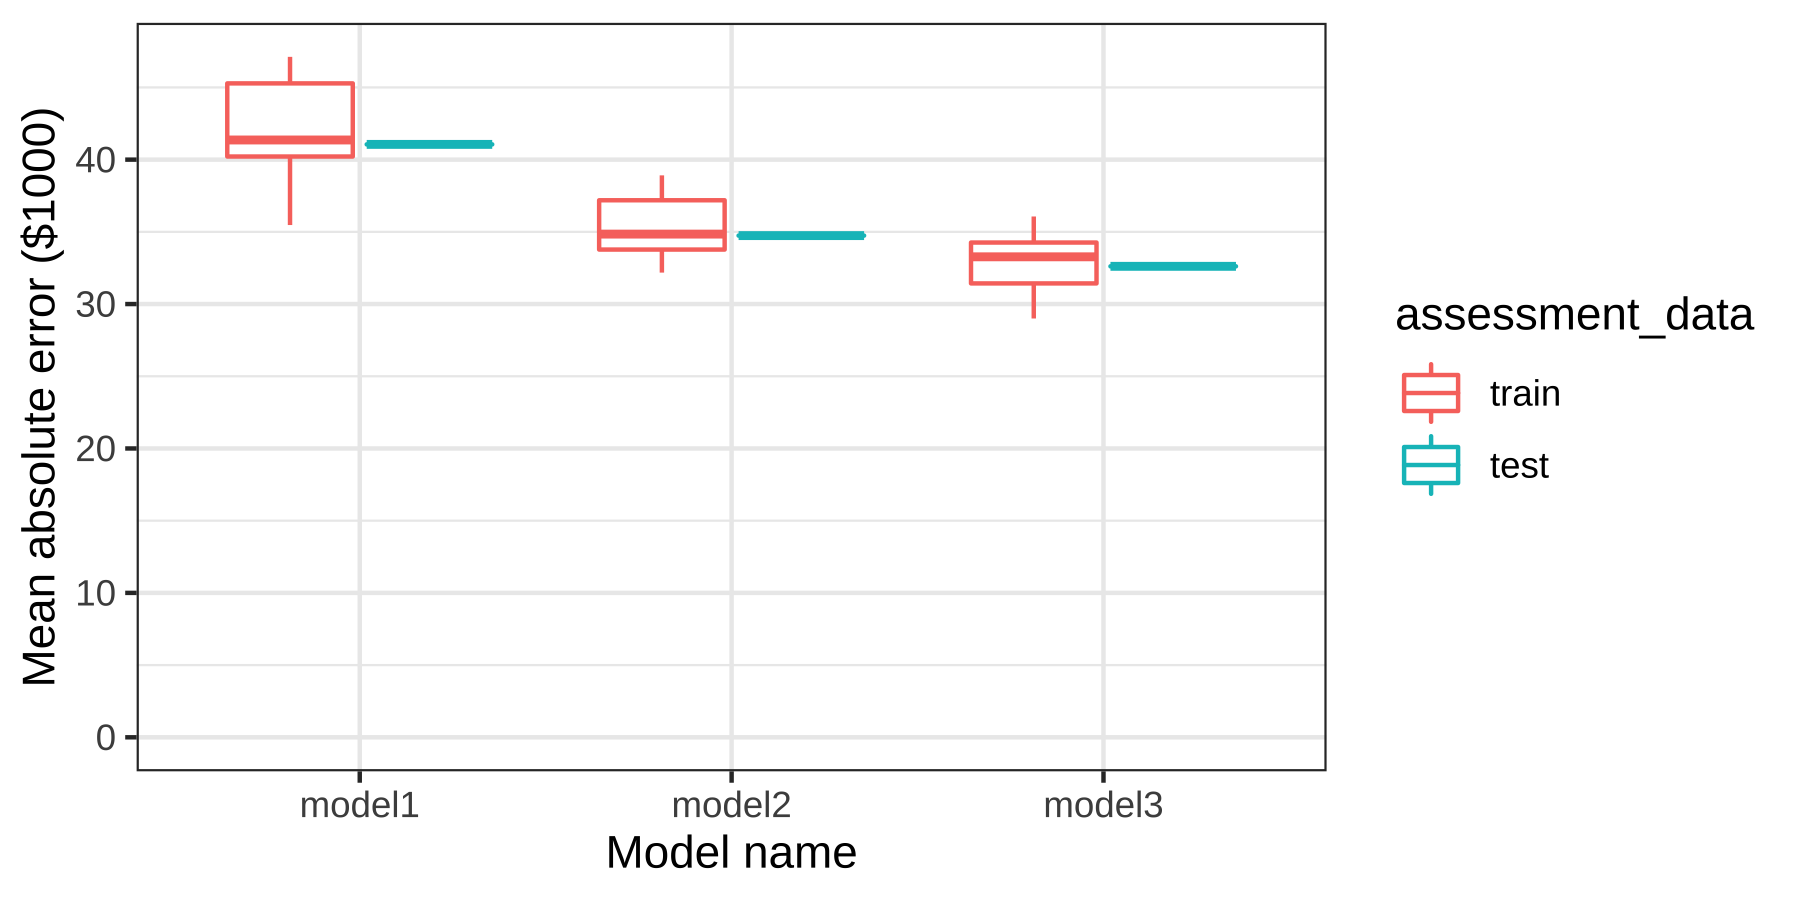 Mean absolute error ($1000)
40
30
20
10
0
model1 model2 model3
Model name
assessment_data
train
test